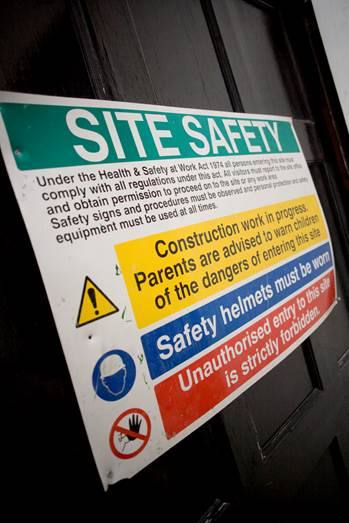 SITE SAFETY
Under the Health & Safety at Work Act 1974 all persons entering this site must
comply with all regulations under this act. All visitors must report to the site office
and obtain permission to proceed on to the site or any work area.
Safety signs and procedures must be observed and personal protection and safety
equipment must be used at all times.
Construction work in progress.
Parents are advised to warn children
of the dangers of entering this site
Safety helmets must be worn
Unauthorised entry to this site
is strictly forbidden.